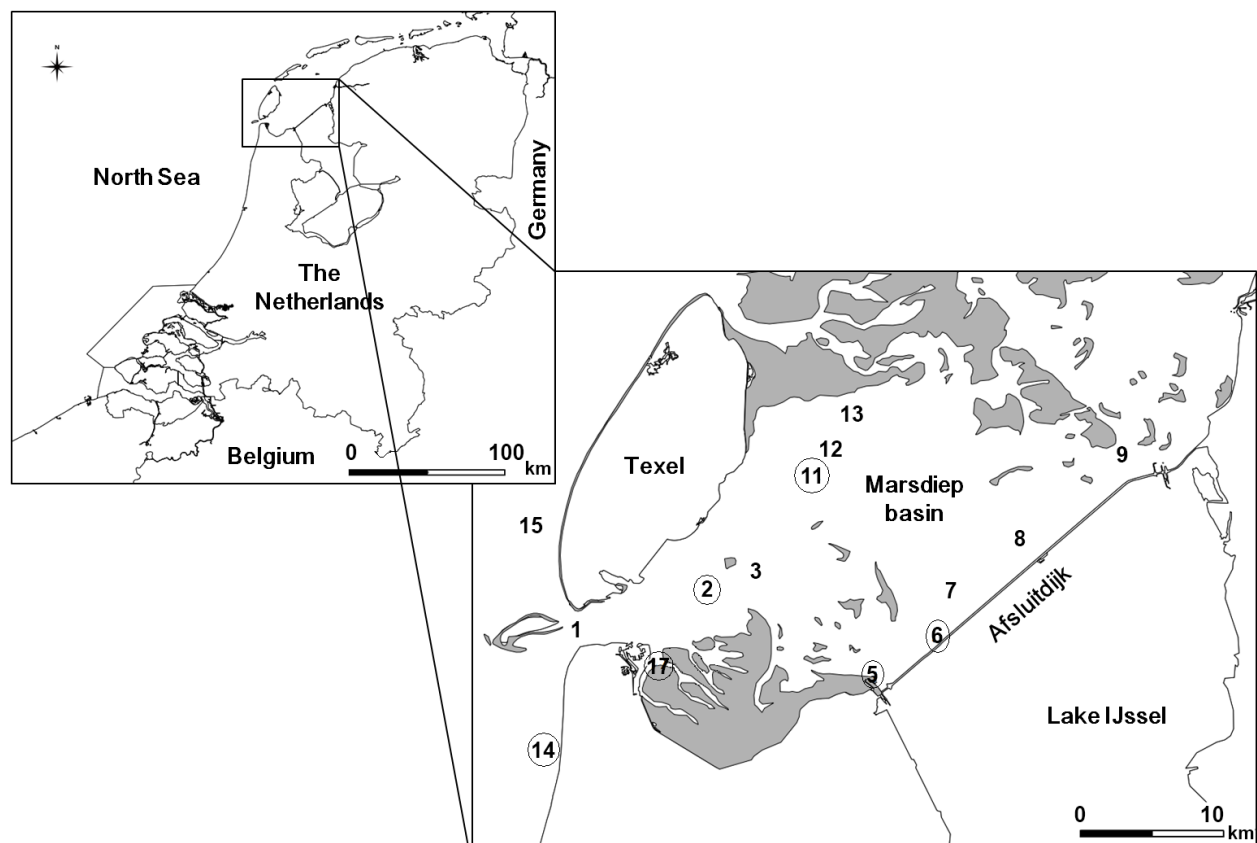 N
North Sea
Germany
The
Netherlands
Belgium
0 100
km
13
12
11
9
Texel
Marsdiep
basin
15
8
3
2
7
Afsluitdijk
1
6
17
5
Lake IJssel
14
0 10
km